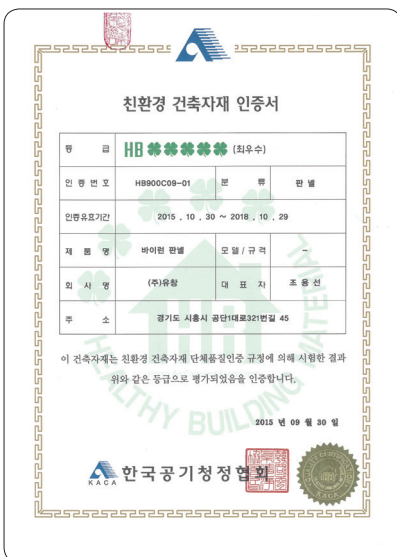 친환경 건축자재 인증서
등 급 HB (최우수)
인증번호 HB900C09-01 분 류 판 넬
인증유효기간 2015 . 10 . 30 ~ 2018 . 10 . 29
제 품 명 바이런 판넬 모델/규격 -
회 사 명 (주)유창 대 표 자 조용선
주 소 경기도 시흥시 공단1대로321번길 45
이 건축자재는 친환경 건축자재 단체품질인증 규정에 의해 시험한 결과
위와 같은 등급으로 평가되었음을 인증합니다.
HB
HEALTHY BUILDING MATERIAL
2015 년 09 월 30 일
KACA 한국공기청정협회
KACA